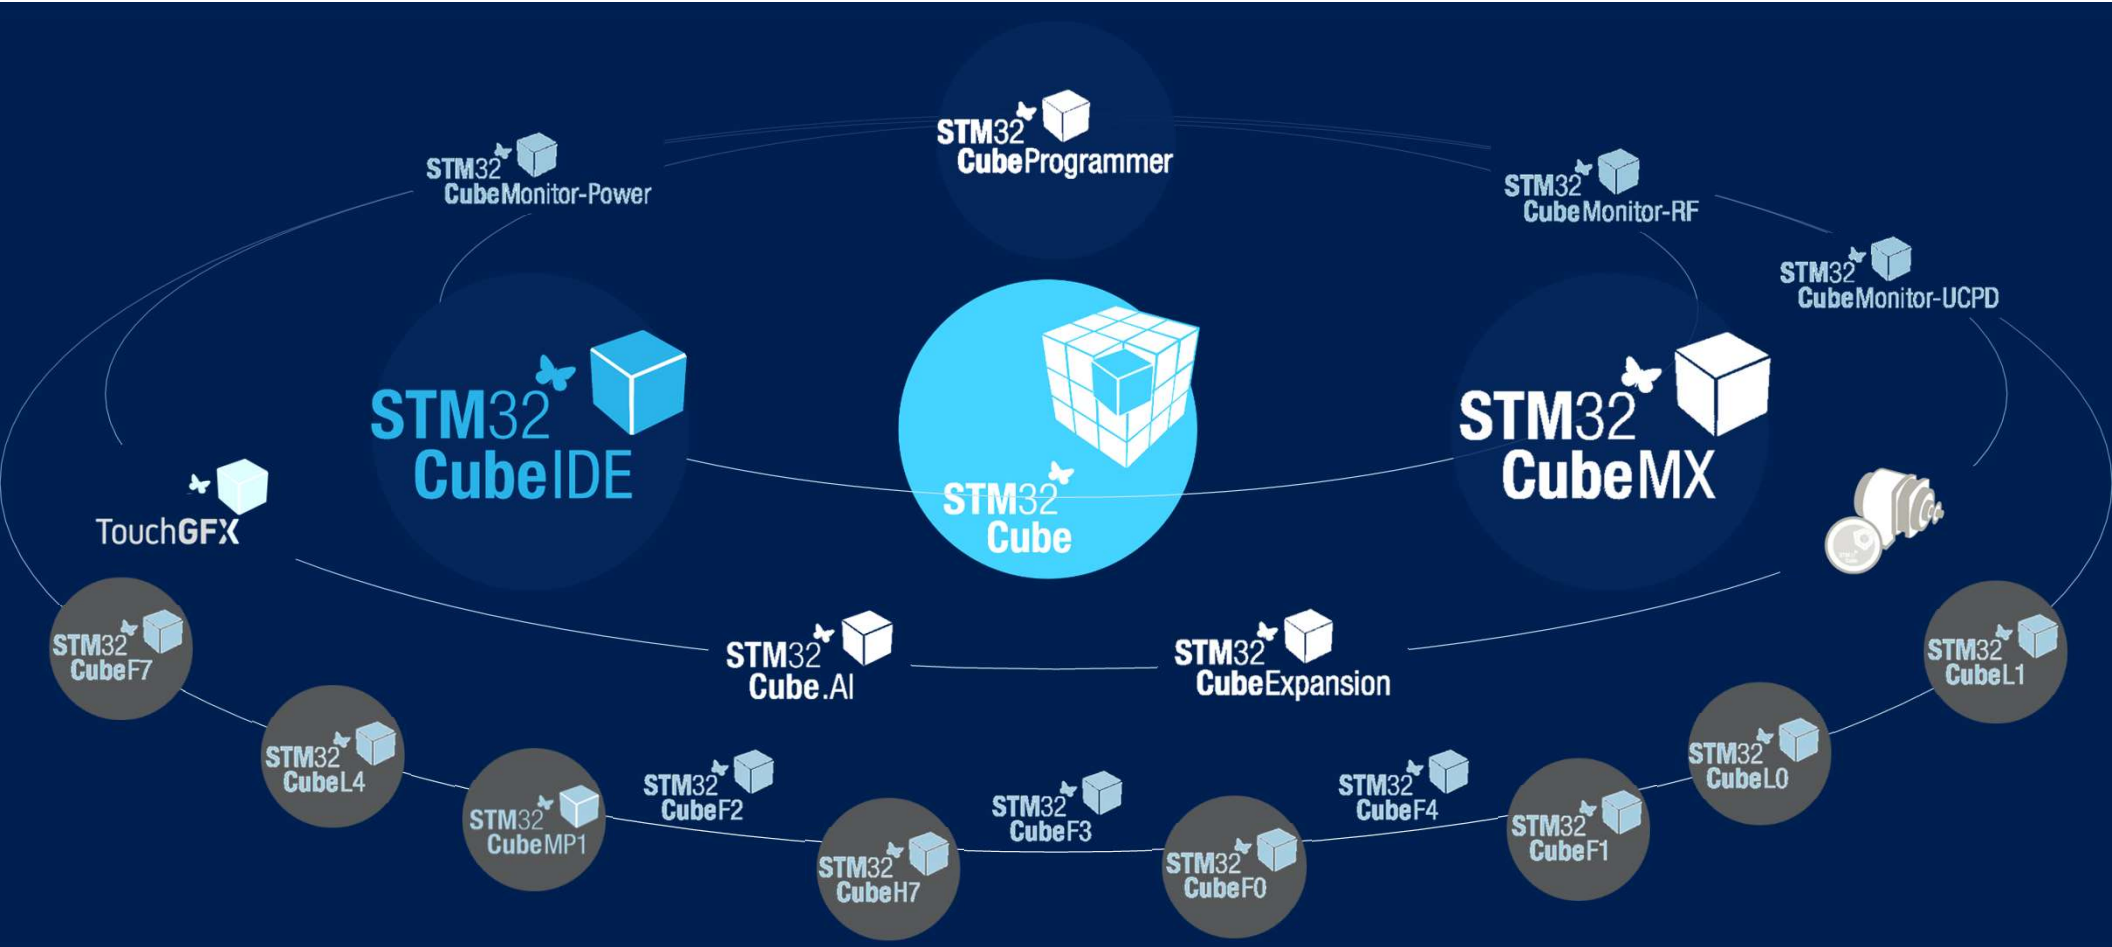 STM32
CubeProgrammer
STM32
CubeMonitor-Power
STM32
CubeMonitor-RF
STM32
CubeMonitor-UCPD
STM32
CubeIDE
STM32
Cube
STM32
CubeMX
TouchGFX
STM32
Cube.AI
STM32
CubeExpansion
STM32
CubeF7
STM32
CubeL4
STM32
CubeMP1
STM32
CubeF2
STM32
CubeH7
STM32
CubeF3
STM32
CubeF0
STM32
CubeF4
STM32
CubeF1
STM32
CubeL0
STM32
CubeL1